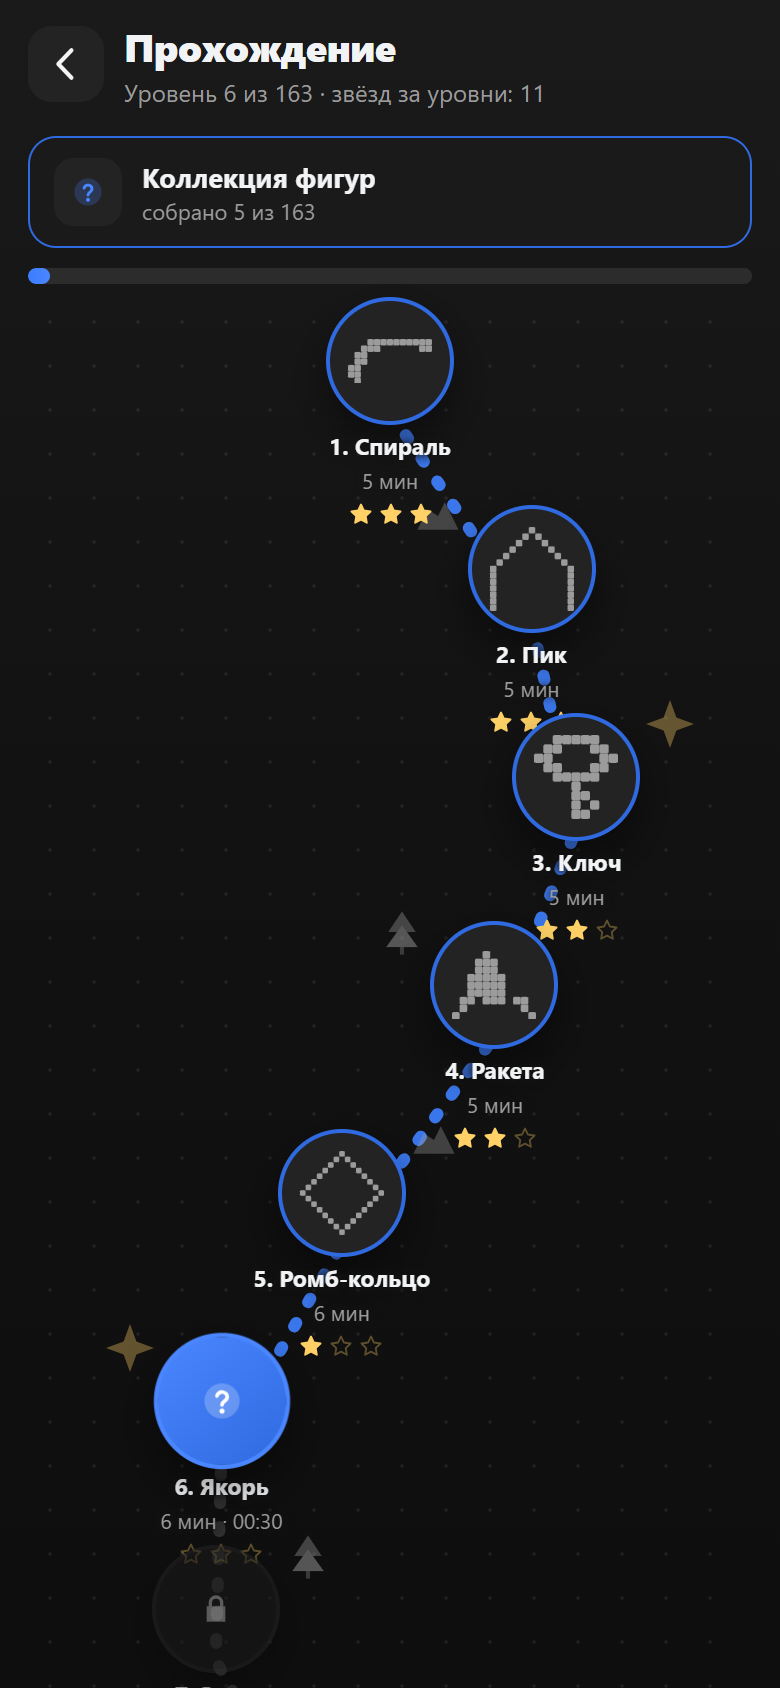 Прохождение
Уровень 6 из 163 · звёзд за уровни: 11
?
Коллекция фигур
собрано 5 из 163
1. Спираль
5 мин
2. Пик
5 мин
3. Ключ
5 мин
4. Ракета
5 мин
5. Ромб-кольцо
6 мин
?
6. Якорь
6 мин · 00:30